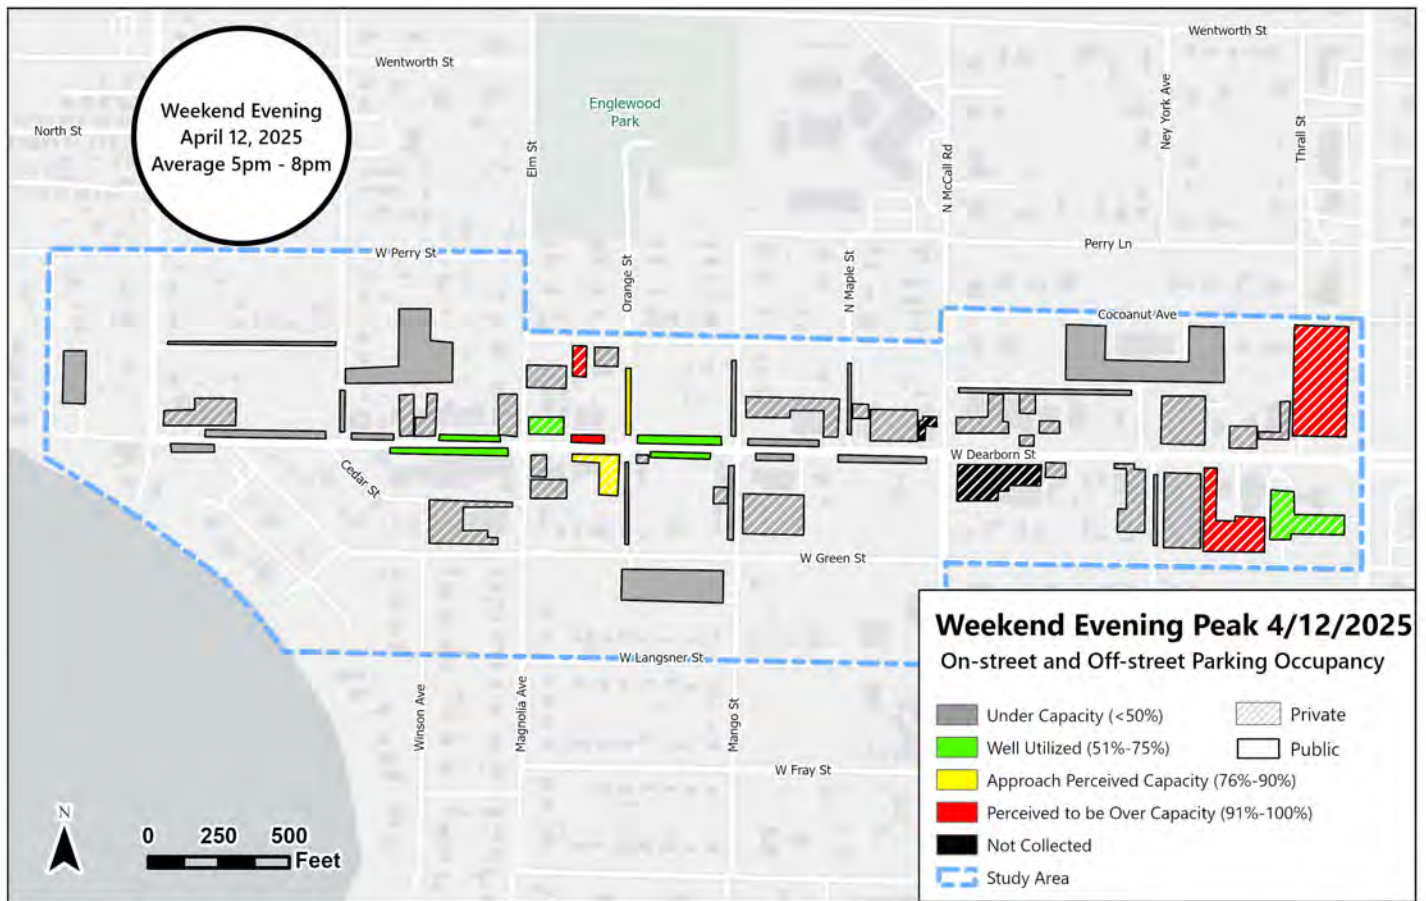 Wentworth St
Wentworth St
Weekend Evening
April 12, 2025
Average 5pm - 8pm
Englewood
Park
North St
Elm St
N McCall Rd
Ney York Ave
Thrall St
W Perry St
Perry Ln
Orange St
N Maple St
Cocoanut Ave
W Dearborn St
Cedar St
W Green St
W Langsner St
Winson Ave
Magnolia Ave
Mango St
W Fray St
N
0 250 500
Feet
Weekend Evening Peak 4/12/2025
On-street and Off-street Parking Occupancy
Under Capacity (<50%)
Private
Well Utilized (51%-75%)
Public
Approach Perceived Capacity (76%-90%)
Perceived to be Over Capacity (91%-100%)
Not Collected
Study Area